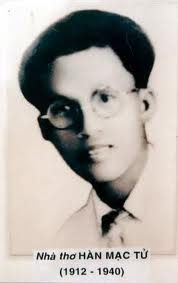 Nhà thơ HÀN MẠC TỬ
(1912 - 1940)